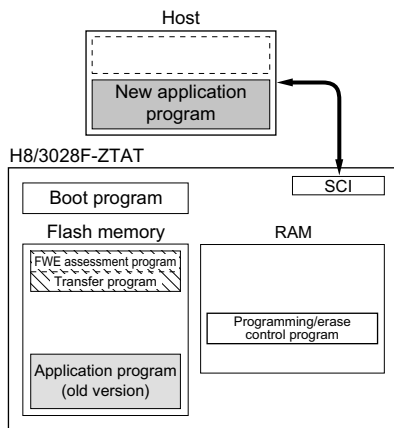 Host
New application
program
H8/3028F-ZTAT
SCI
Boot program
Flash memory
RAM
FWE assessment program
Transfer program
Programming/erase
control program
Application program
(old version)